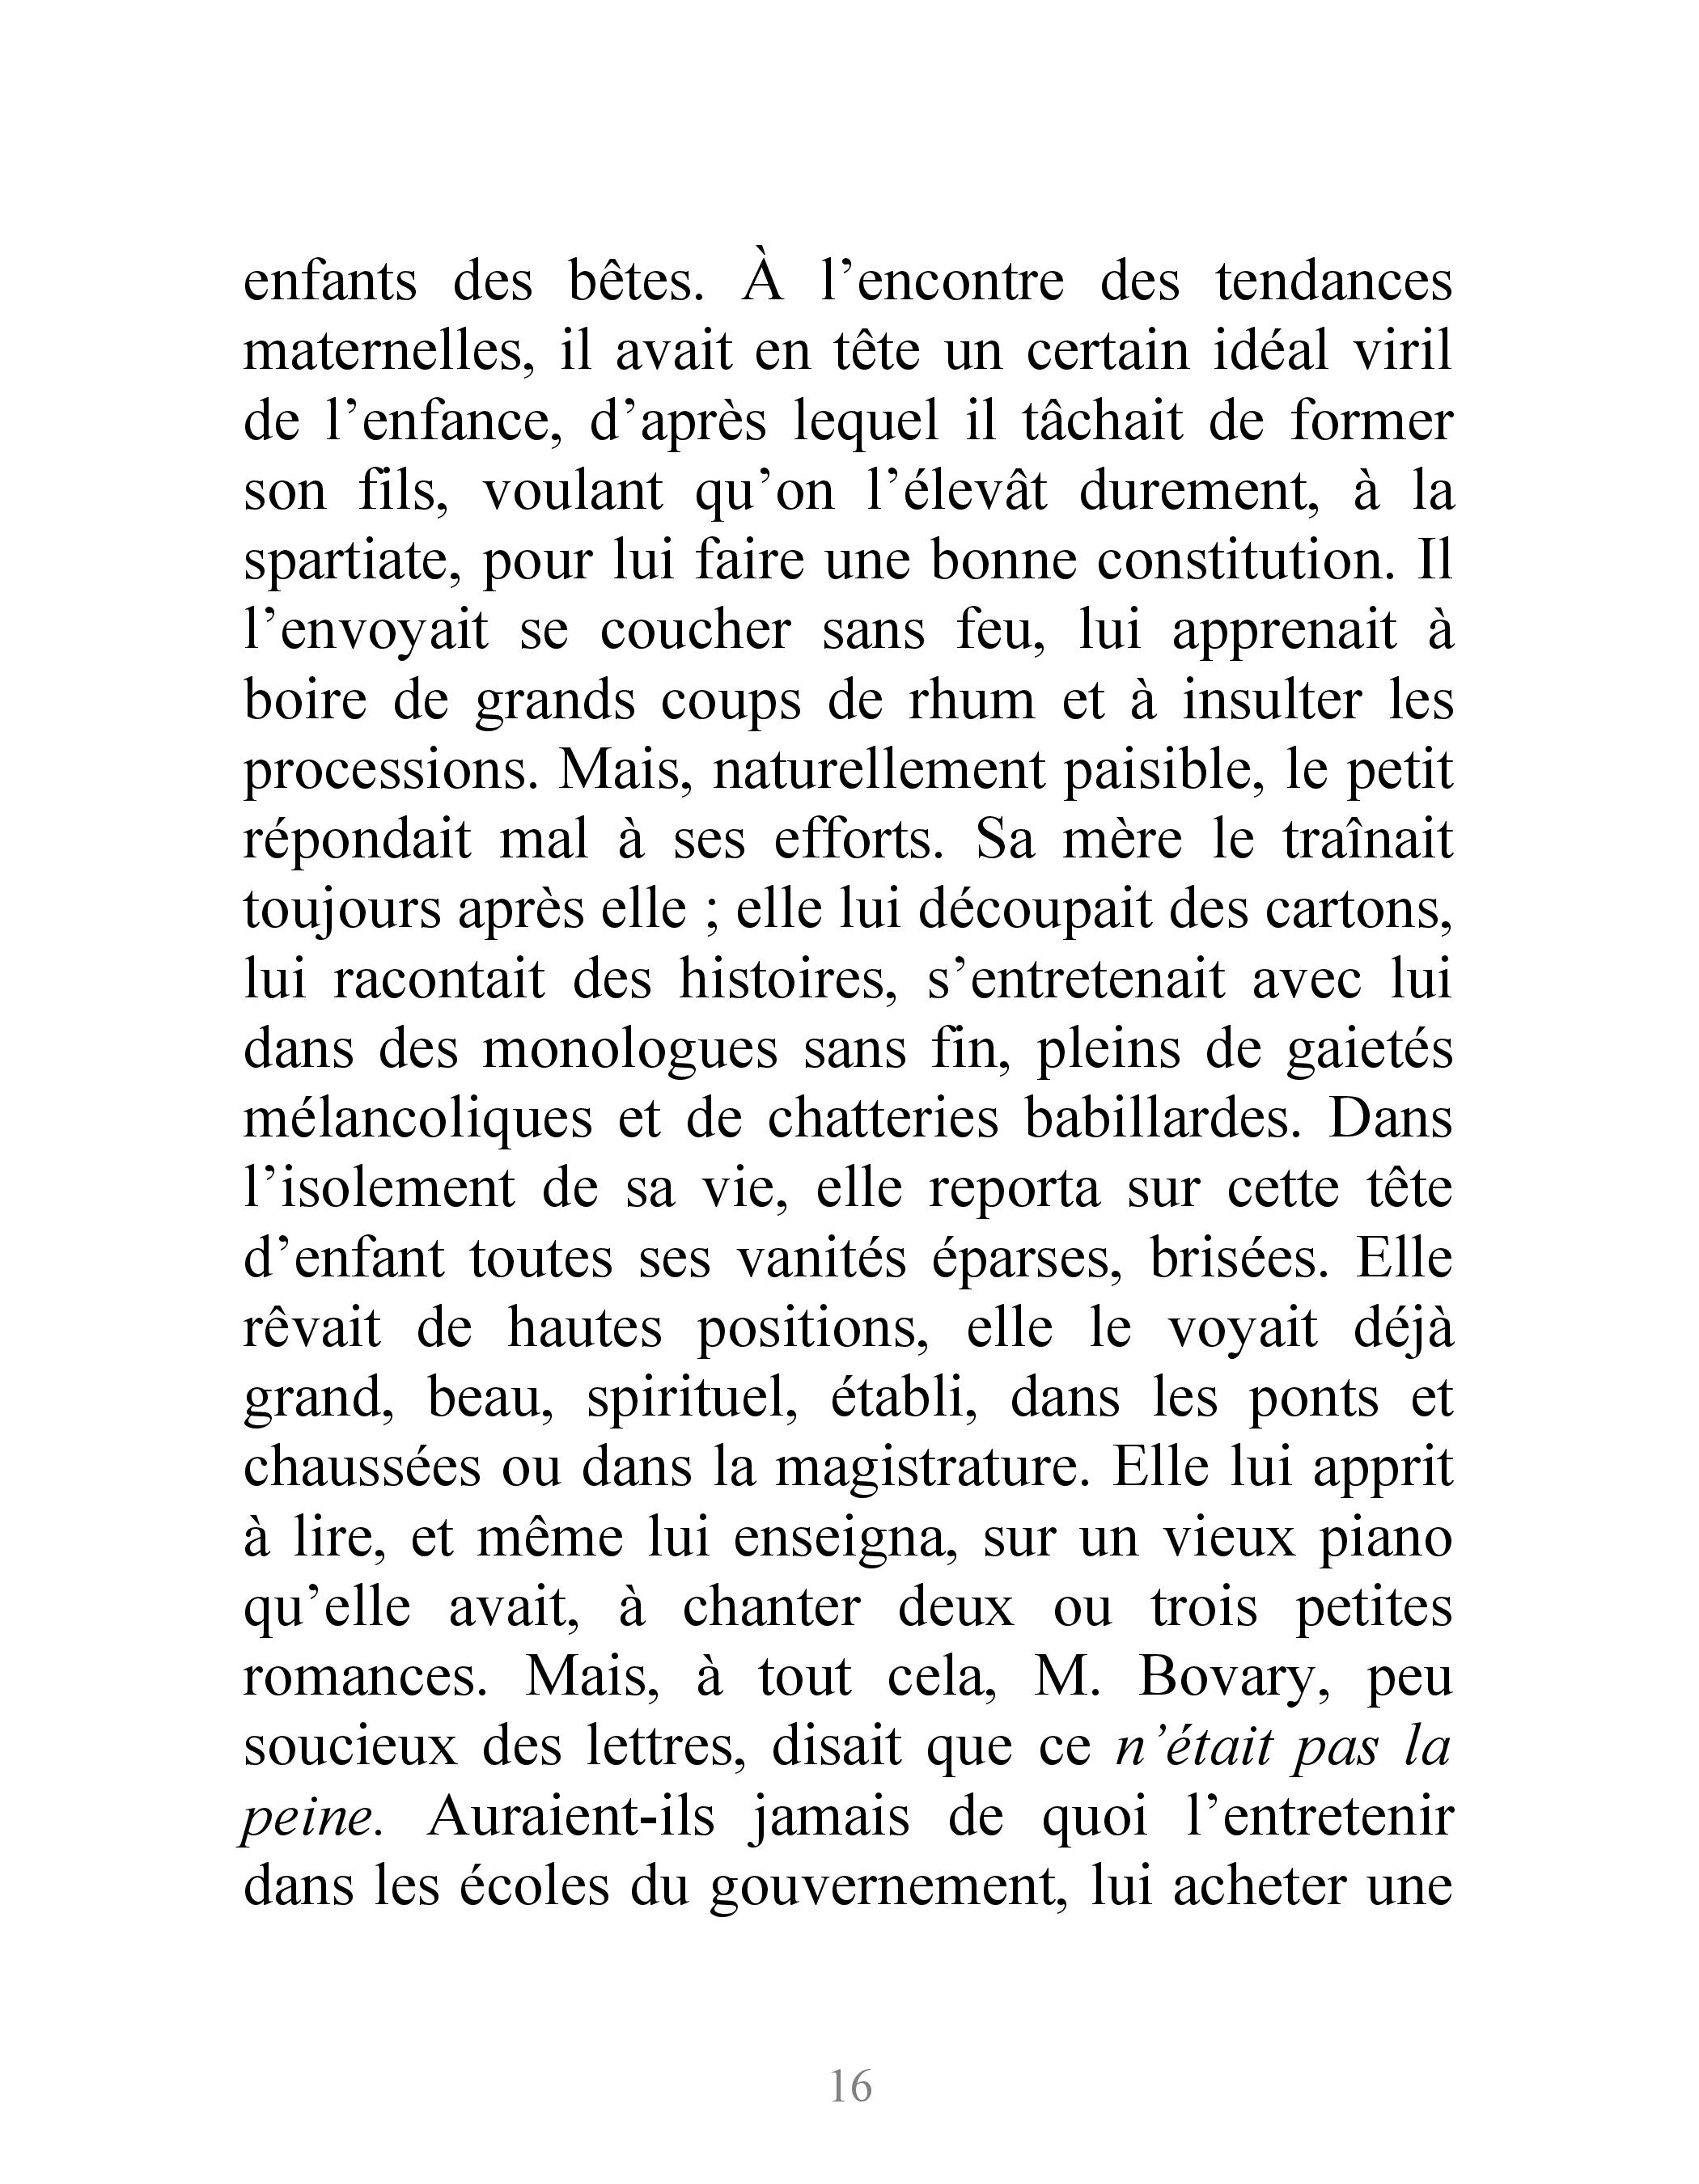 enfants des bêtes. À l’encontre des tendances
maternelles, il avait en tête un certain idéal viril
de l’enfance, d’après lequel il tâchait de former
son fils, voulant qu’on l’élevât durement, à la
spartiate, pour lui faire une bonne constitution. Il
l’envoyait se coucher sans feu, lui apprenait à
boire de grands coups de rhum et à insulter les
processions. Mais, naturellement paisible, le petit
répondait mal à ses efforts. Sa mère le traînait
toujours après elle ; elle lui découpait des cartons,
lui racontait des histoires, s’entretenait avec lui
dans des monologues sans fin, pleins de gaietés
mélancoliques et de chatteries babillardes. Dans
l’isolement de sa vie, elle reporta sur cette tête
d’enfant toutes ses vanités éparses, brisées. Elle
rêvait de hautes positions, elle le voyait déjà
grand, beau, spirituel, établi, dans les ponts et
chaussées ou dans la magistrature. Elle lui apprit
à lire, et même lui enseigna, sur un vieux piano
qu’elle avait, à chanter deux ou trois petites
romances. Mais, à tout cela, M. Bovary, peu
soucieux des lettres, disait que ce n’était pas la
peine. Auraient-ils jamais de quoi l’entretenir
dans les écoles du gouvernement, lui acheter une
16